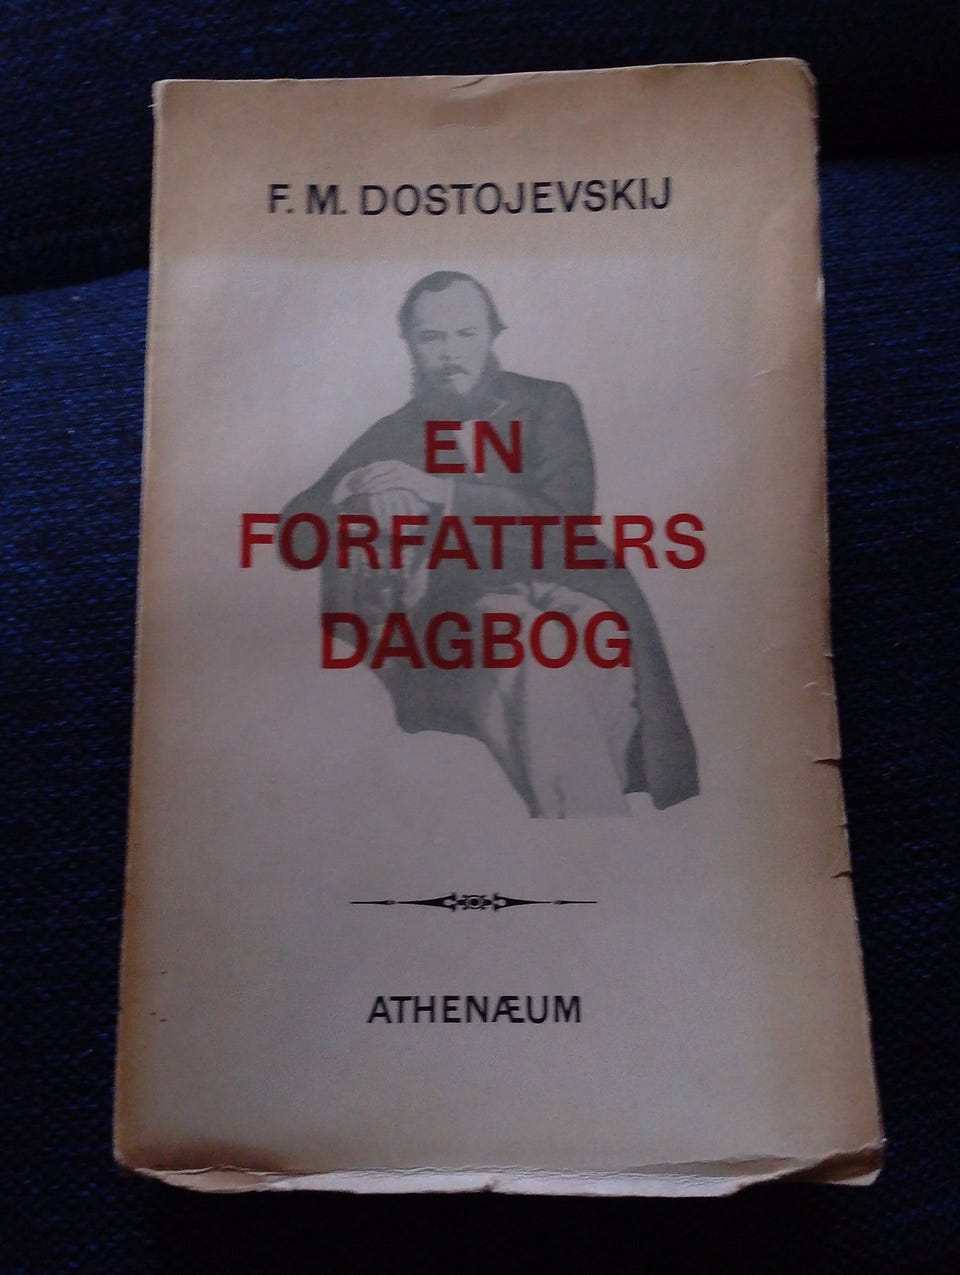 F. M. DOSTOJEVSKIJ
EN
FORFATTERS
DAGBOG
ATHENÆUM